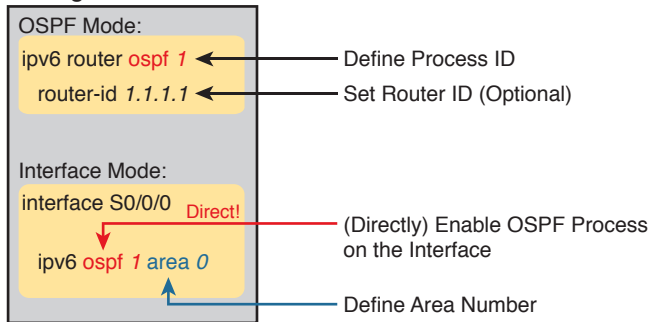 OSPF Mode:
ipv6 router ospf 1
Define Process ID
router-id 1.1.1.1
Set Router ID (Optional)
Interface Mode:
interface S0/0/0
Direct!
(Directly) Enable OSPF Process
on the Interface
ipv6 ospf 1 area 0
Define Area Number